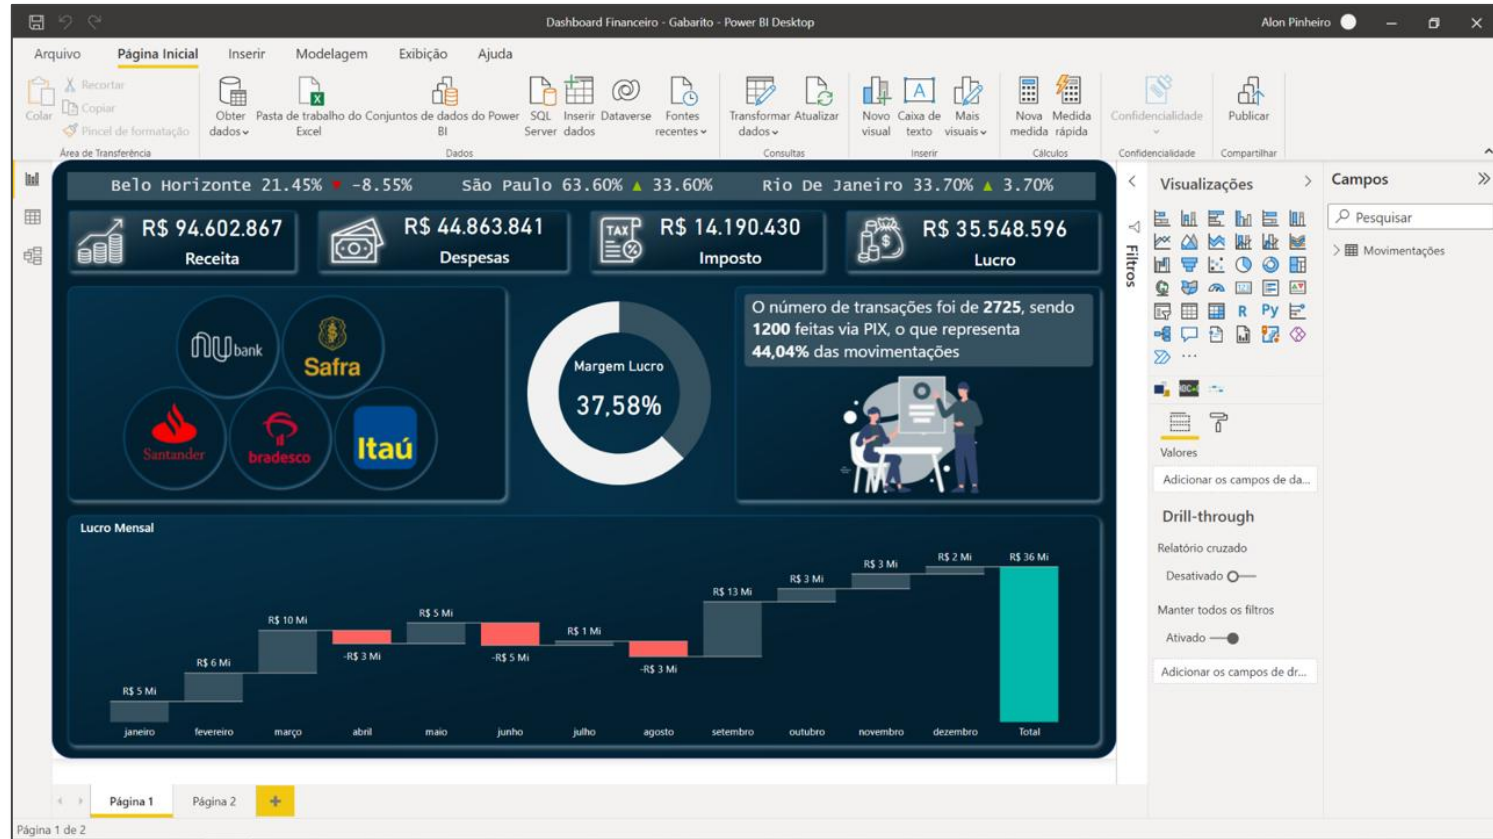 Dashboard Financeiro - Gabarito - Power BI Desktop
Alon Pinheiro
Arquivo Página Inicial Inserir Modelagem Exibição Ajuda
Colar
Recortar
Copiar
Pincel de formatação
Área de Transferência
Obter dados
Pasta de trabalho do Excel
Conjuntos de dados do Power BI
SQL Server
Inserir dados
Dataverse
Fontes recentes
Dados
Transformar dados
Atualizar
Consultas
Novo visual
Caixa de texto
Mais visuais
Inserir
Nova medida
Medida rápida
Cálculos
Confidencialidade
Confidencialidade
Publicar
Compartilhar
Belo Horizonte 21.45% ▼ -8.55% São Paulo 63.60% ▲ 33.60% Rio De Janeiro 33.70% ▲ 3.70%
R$ 94.602.867
Receita
R$ 44.863.841
Despesas
TAX
R$ 14.190.430
Imposto
R$ 35.548.596
Lucro
nu bank
Safra
Santander
bradesco
Itaú
Margem Lucro
37,58%
O número de transações foi de 2725, sendo
1200 feitas via PIX, o que representa
44,04% das movimentações
Lucro Mensal
R$ 5 Mi
R$ 6 Mi
R$ 10 Mi
-R$ 3 Mi
R$ 5 Mi
-R$ 5 Mi
R$ 1 Mi
-R$ 3 Mi
R$ 13 Mi
R$ 3 Mi
R$ 3 Mi
R$ 2 Mi
R$ 36 Mi
janeiro fevereiro março abril maio junho julho agosto setembro outubro novembro dezembro Total
Filtros
Visualizações
R Py
Valores
Adicionar os campos de da...
Drill-through
Relatório cruzado
Desativado
Manter todos os filtros
Ativado
Adicionar os campos de dr...
Campos
Pesquisar
Movimentações
Página 1 Página 2
Página 1 de 2